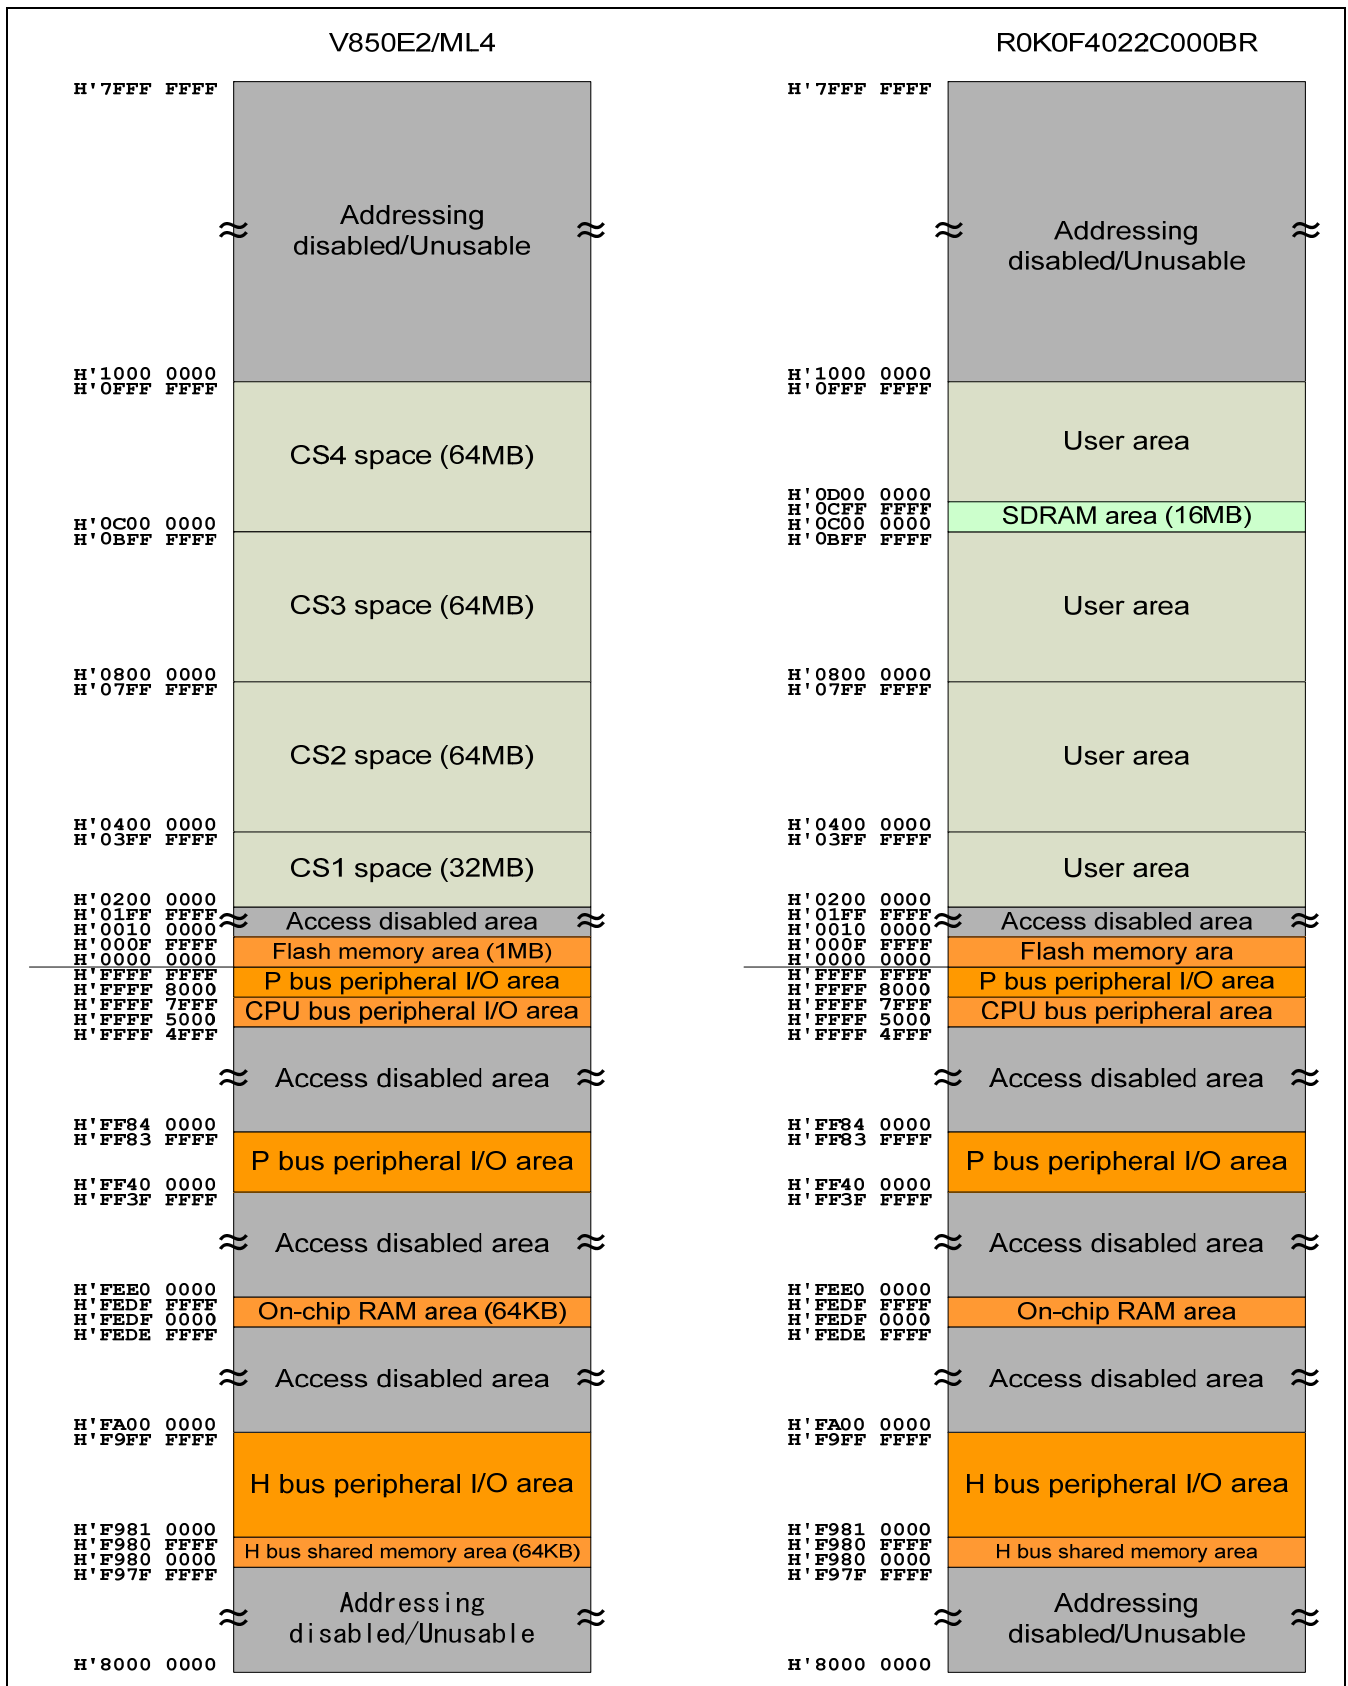 V850E2/ML4
H'7FFF FFFF
Addressing
disabled/Unusable
H'1000 0000
H'0FFF FFFF
CS4 space (64MB)
H'0C00 0000
H'0BFF FFFF
CS3 space (64MB)
H'0800 0000
H'07FF FFFF
CS2 space (64MB)
H'0400 0000
H'03FF FFFF
CS1 space (32MB)
H'0200 0000
H'01FF FFFF
Access disabled area
H'0010 0000
H'000F FFFF
Flash memory area (1MB)
H'0000 0000
H'FFFF FFFF
P bus peripheral I/O area
H'FFFF 8000
H'FFFF 7FFF
CPU bus peripheral I/O area
H'FFFF 5000
H'FFFF 4FFF
Access disabled area
H'FF84 0000
H'FF83 FFFF
P bus peripheral I/O area
H'FF40 0000
H'FF3F FFFF
Access disabled area
H'FEE0 0000
H'FEDF FFFF
On-chip RAM area (64KB)
H'FEDF 0000
H'FEDE FFFF
Access disabled area
H'FA00 0000
H'F9FF FFFF
H bus peripheral I/O area
H'F981 0000
H'F980 FFFF
H bus shared memory area (64KB)
H'F980 0000
H'F97F FFFF
Addressing
disabled/Unusable
H'8000 0000
R0K0F4022C000BR
H'7FFF FFFF
Addressing
disabled/Unusable
H'1000 0000
H'0FFF FFFF
User area
H'0D00 0000
H'0CFF FFFF
SDRAM area (16MB)
H'0C00 0000
H'0BFF FFFF
User area
H'0800 0000
H'07FF FFFF
User area
H'0400 0000
H'03FF FFFF
User area
H'0200 0000
H'01FF FFFF
Access disabled area
H'0010 0000
H'000F FFFF
Flash memory ara
H'0000 0000
H'FFFF FFFF
P bus peripheral I/O area
H'FFFF 8000
H'FFFF 7FFF
CPU bus peripheral area
H'FFFF 5000
H'FFFF 4FFF
Access disabled area
H'FF84 0000
H'FF83 FFFF
P bus peripheral I/O area
H'FF40 0000
H'FF3F FFFF
Access disabled area
H'FEE0 0000
H'FEDF FFFF
On-chip RAM area
H'FEDF 0000
H'FEDE FFFF
Access disabled area
H'FA00 0000
H'F9FF FFFF
H bus peripheral I/O area
H'F981 0000
H'F980 FFFF
H bus shared memory area
H'F980 0000
H'F97F FFFF
Addressing
disabled/Unusable
H'8000 0000